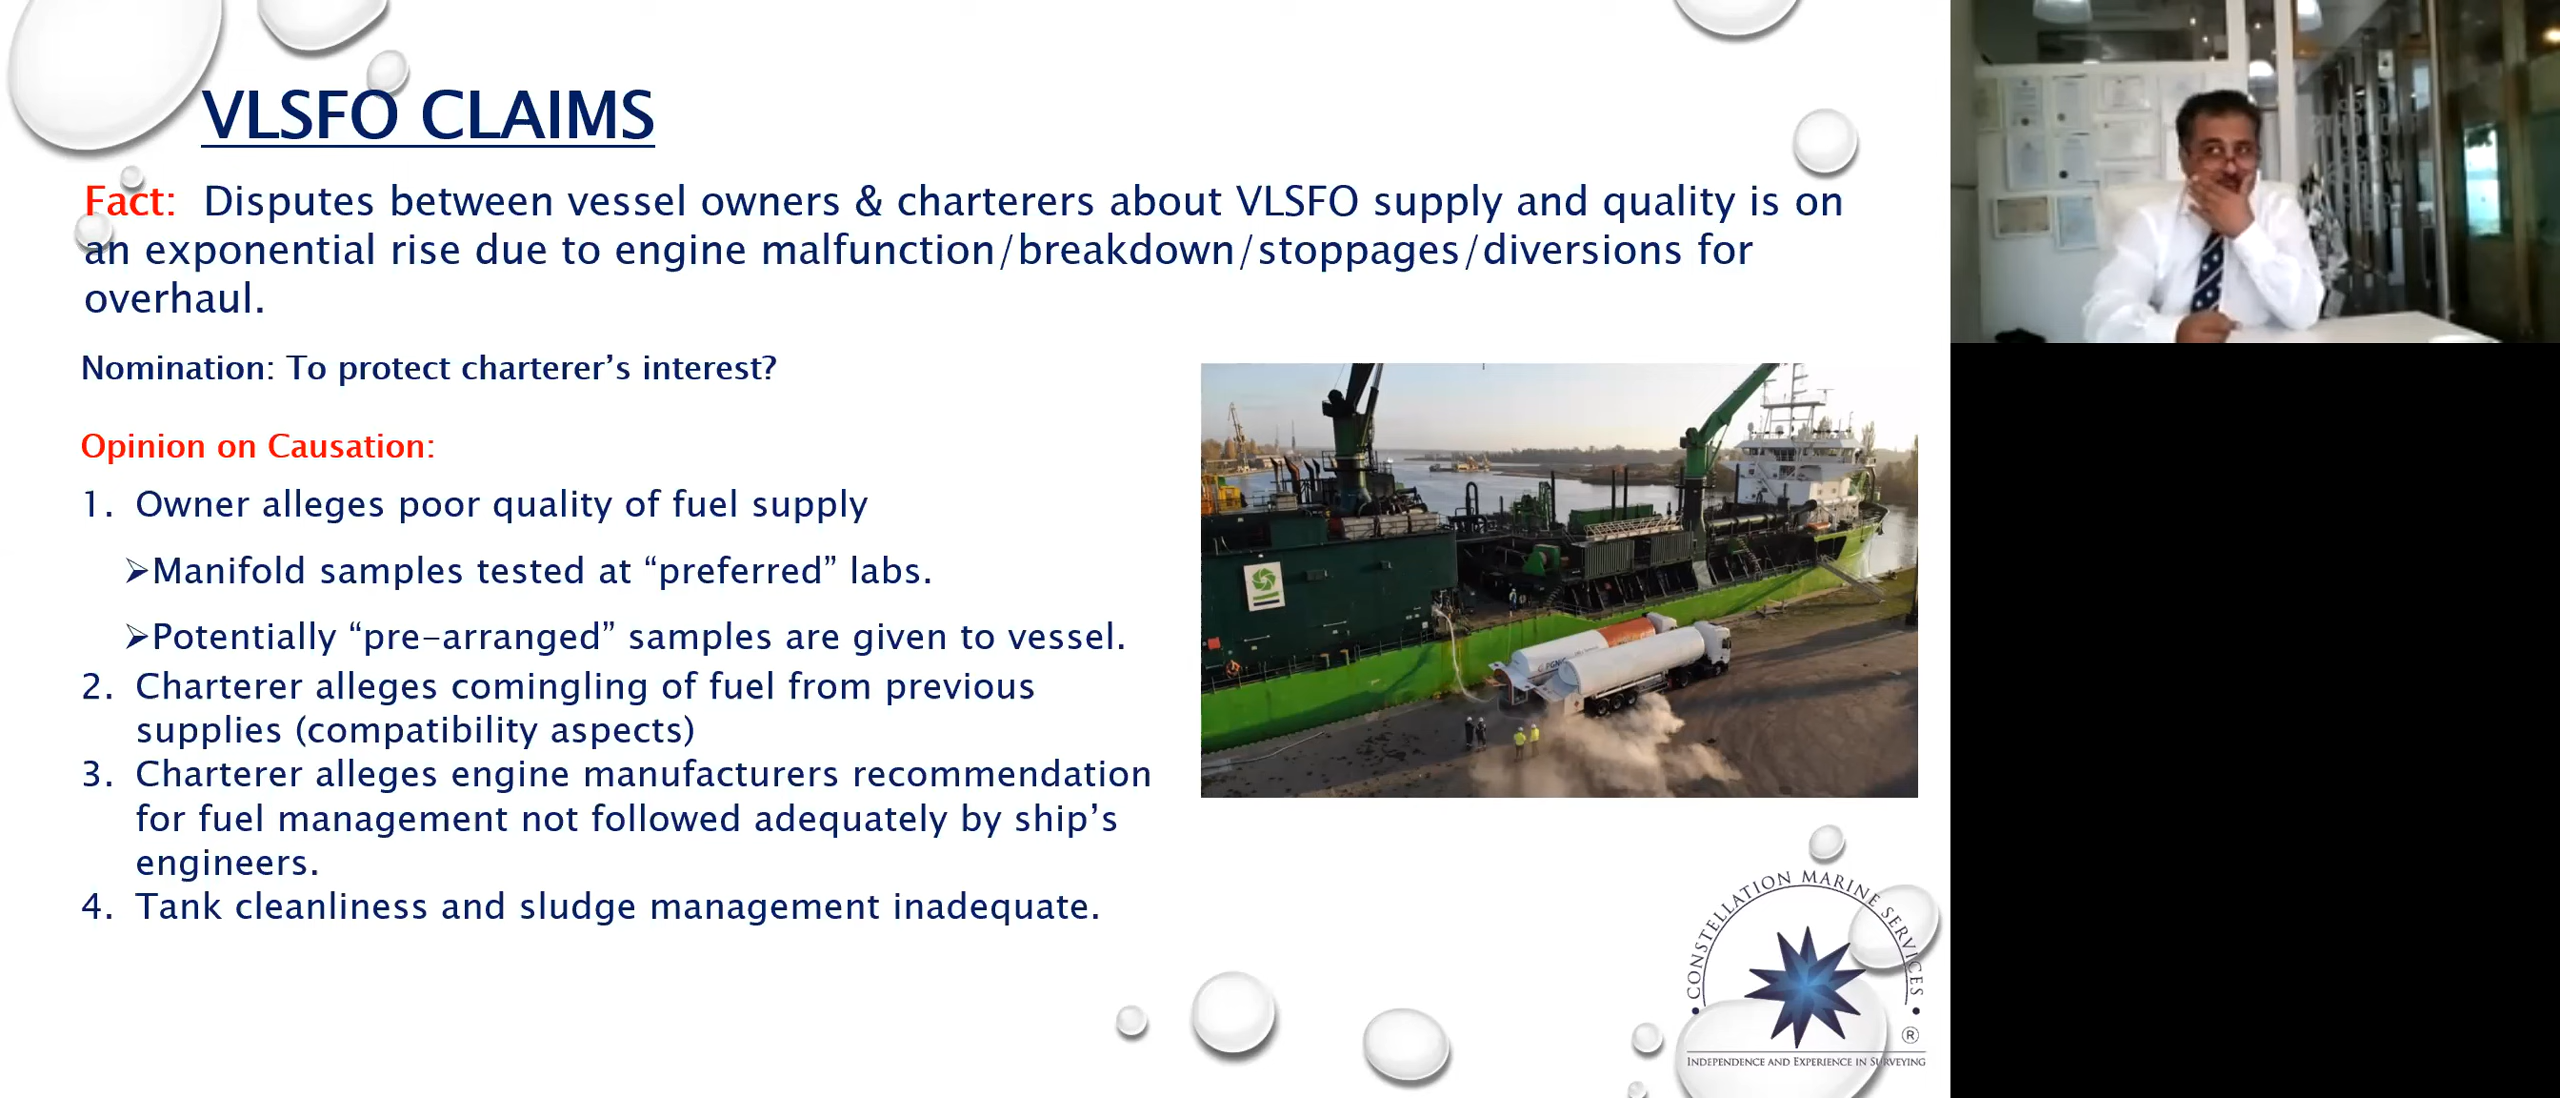 VLSFO CLAIMS
Fact: Disputes between vessel owners & charterers about VLSFO supply and quality is on
an exponential rise due to engine malfunction/breakdown/stoppages/diversions for
overhaul.
Nomination: To protect charterer’s interest?
Opinion on Causation:
1. Owner alleges poor quality of fuel supply
➢Manifold samples tested at “preferred” labs.
➢Potentially “pre-arranged” samples are given to vessel.
2. Charterer alleges comingling of fuel from previous
supplies (compatibility aspects)
3. Charterer alleges engine manufacturers recommendation
for fuel management not followed adequately by ship’s
engineers.
4. Tank cleanliness and sludge management inadequate.
• CONSTELLATION MARINE SERVICES •
®
INDEPENDENCE AND EXPERIENCE IN SURVEYING